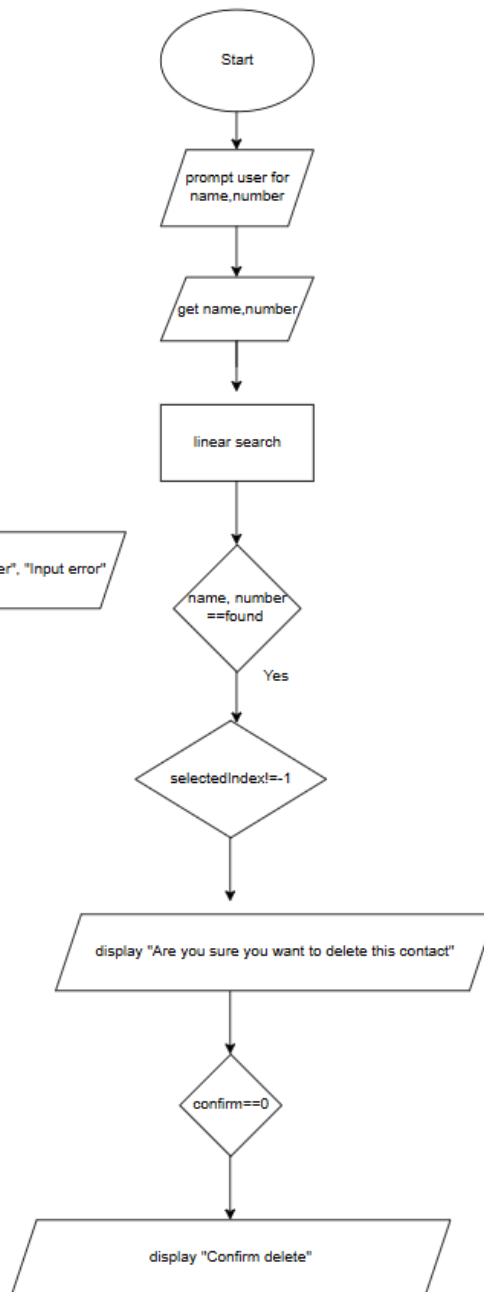 Start
prompt user for
name,number
get name,number
linear search
er", "Input error"
name, number
==found
Yes
selectedIndex!=-1
display "Are you sure you want to delete this contact"
confirm==0
display "Confirm delete"